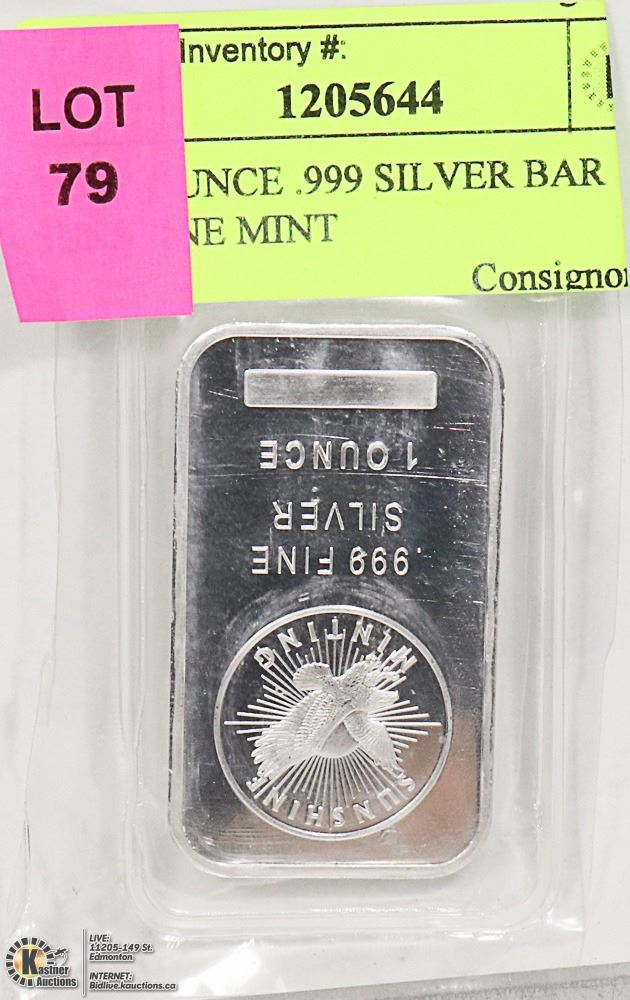 Inventory #:
1205644
LOT
79
UNCE .999 SILVER BAR
NE MINT
Consignor
1 OUNCE
SILVER
.999 FINE
SUNSHINE
MINTING
LIVE:
11205-149 St.
Edmonton
INTERNET:
Bidlive.kauctions.ca
Kastner
Auctions